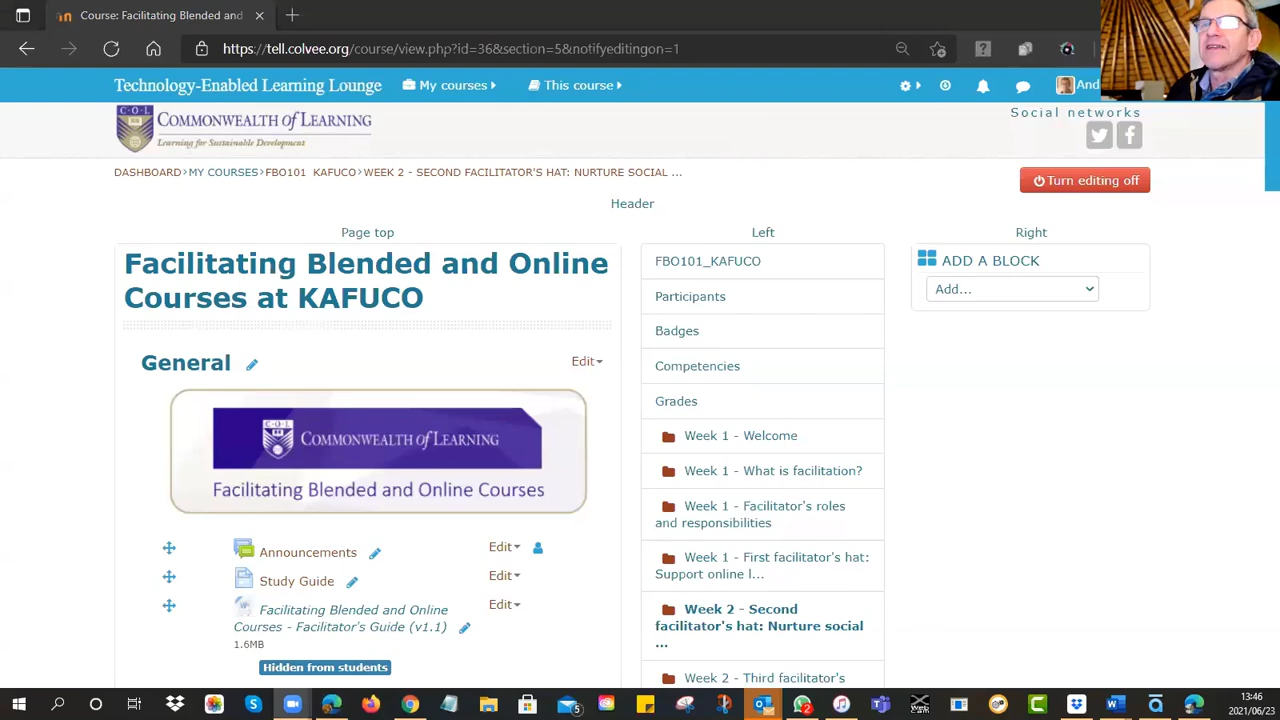 Course: Facilitating Blended and
https://tell.colvee.org/course/view.php?id=36&section=5&notifyeditingon=1
Technology-Enabled Learning Lounge
My courses
This course
And
C·O·L
COMMONWEALTH of LEARNING
Learning for Sustainable Development
Social networks
DASHBOARD MY COURSES FBO101 KAFUCO WEEK 2 - SECOND FACILITATOR'S HAT: NURTURE SOCIAL ...
Turn editing off
Header
Page top
Left
Right
Facilitating Blended and Online
Courses at KAFUCO
General
Edit
COMMONWEALTH of LEARNING
Facilitating Blended and Online Courses
Announcements
Edit
Study Guide
Edit
Facilitating Blended and Online
Courses - Facilitator's Guide (v1.1)
Edit
1.6MB
Hidden from students
FBO101_KAFUCO
Participants
Badges
Competencies
Grades
Week 1 - Welcome
Week 1 - What is facilitation?
Week 1 - Facilitator's roles
and responsibilities
Week 1 - First facilitator's hat:
Support online l...
Week 2 - Second
facilitator's hat: Nurture social
...
Week 2 - Third facilitator's
ADD A BLOCK
Add...
13:46
2021/06/23